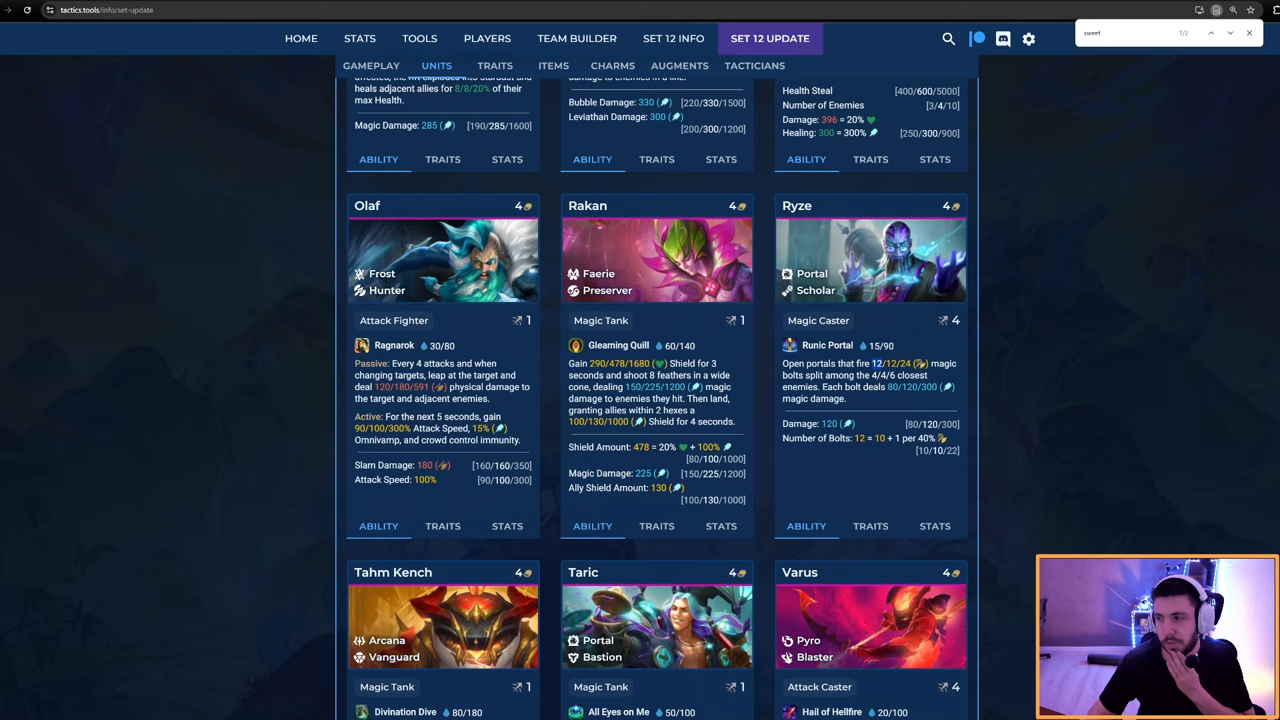 tactics.tools/info/set-update
sweet
1/2
HOME STATS TOOLS PLAYERS TEAM BUILDER SET 12 INFO SET 12 UPDATE
GAMEPLAY UNITS TRAITS ITEMS CHARMS AUGMENTS TACTICIANS
affected, the rift explodes into Stardust and
heals adjacent allies for 8/8/20% of their
max Health.
Magic Damage: 285 [190/285/1600]
ABILITY TRAITS STATS
damage to enemies in a line.
Bubble Damage: 330 [220/330/1500]
Leviathan Damage: 300
[200/300/1200]
ABILITY TRAITS STATS
Health Steal [400/600/5000]
Number of Enemies [3/4/10]
Damage: 396 = 20%
Healing: 300 = 300% [250/300/900]
ABILITY TRAITS STATS
Olaf 4
Frost
Hunter
Attack Fighter 1
Ragnarok 30/80
Passive: Every 4 attacks and when
changing targets, leap at the target and
deal 120/180/591 ( ) physical damage to
the target and adjacent enemies.
Active: For the next 5 seconds, gain
90/100/300% Attack Speed, 15% ( )
Omnivamp, and crowd control immunity.
Slam Damage: 180 ( ) [160/160/350]
Attack Speed: 100% [90/100/300]
ABILITY TRAITS STATS
Rakan 4
Faerie
Preserver
Magic Tank 1
Gleaming Quill 60/140
Gain 290/478/1680 ( ) Shield for 3
seconds and shoot 8 feathers in a wide
cone, dealing 150/225/1200 ( ) magic
damage to enemies they hit. Then land,
granting allies within 2 hexes a
100/130/1000 ( ) Shield for 4 seconds.
Shield Amount: 478 = 20% + 100%
[80/100/1000]
Magic Damage: 225 ( ) [150/225/1200]
Ally Shield Amount: 130 ( )
[100/130/1000]
ABILITY TRAITS STATS
Ryze 4
Portal
Scholar
Magic Caster 4
Runic Portal 15/90
Open portals that fire 12/12/24 ( ) magic
bolts split among the 4/4/6 closest
enemies. Each bolt deals 80/120/300 ( )
magic damage.
Damage: 120 ( ) [80/120/300]
Number of Bolts: 12 = 10 + 1 per 40%
[10/10/22]
ABILITY TRAITS STATS
Tahm Kench 4
Arcana
Vanguard
Magic Tank 1
Divination Dive 80/180
Taric 4
Portal
Bastion
Magic Tank 1
All Eyes on Me 50/100
Varus 4
Pyro
Blaster
Attack Caster 4
Hail of Hellfire 20/100